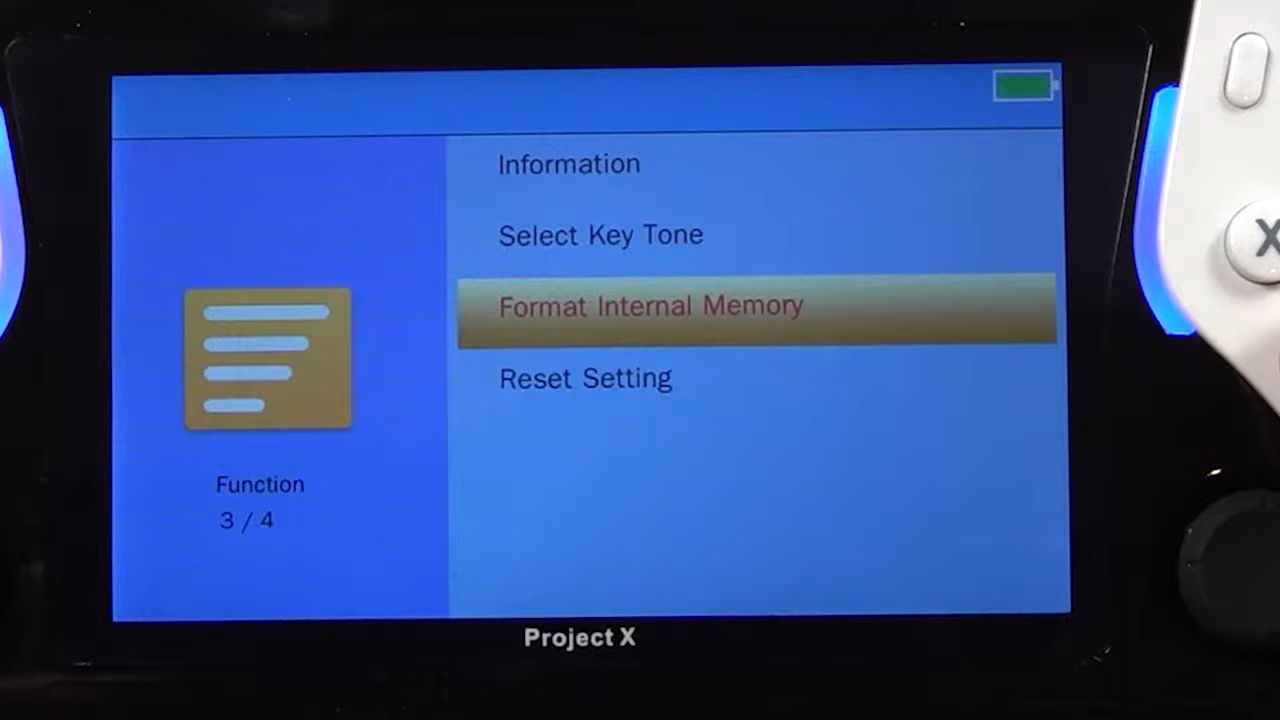 Information
Select Key Tone
Format Internal Memory
Reset Setting
Function
3 / 4
Project X
X